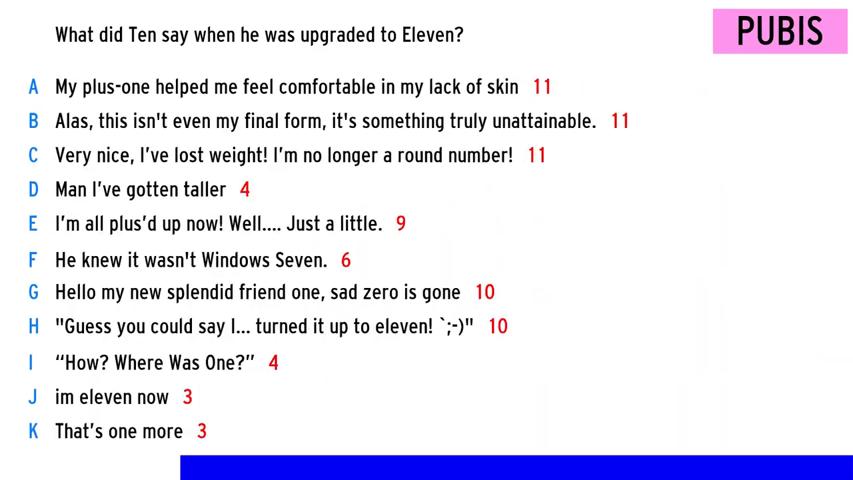 What did Ten say when he was upgraded to Eleven?
PUBIS
A My plus-one helped me feel comfortable in my lack of skin 11
B Alas, this isn't even my final form, it's something truly unattainable. 11
C Very nice, I've lost weight! I'm no longer a round number! 11
D Man I've gotten taller 4
E I'm all plus'd up now! Well.... Just a little. 9
F He knew it wasn't Windows Seven. 6
G Hello my new splendid friend one, sad zero is gone 10
H "Guess you could say I... turned it up to eleven! `;-)" 10
I “How? Where Was One?” 4
J im eleven now 3
K That's one more 3